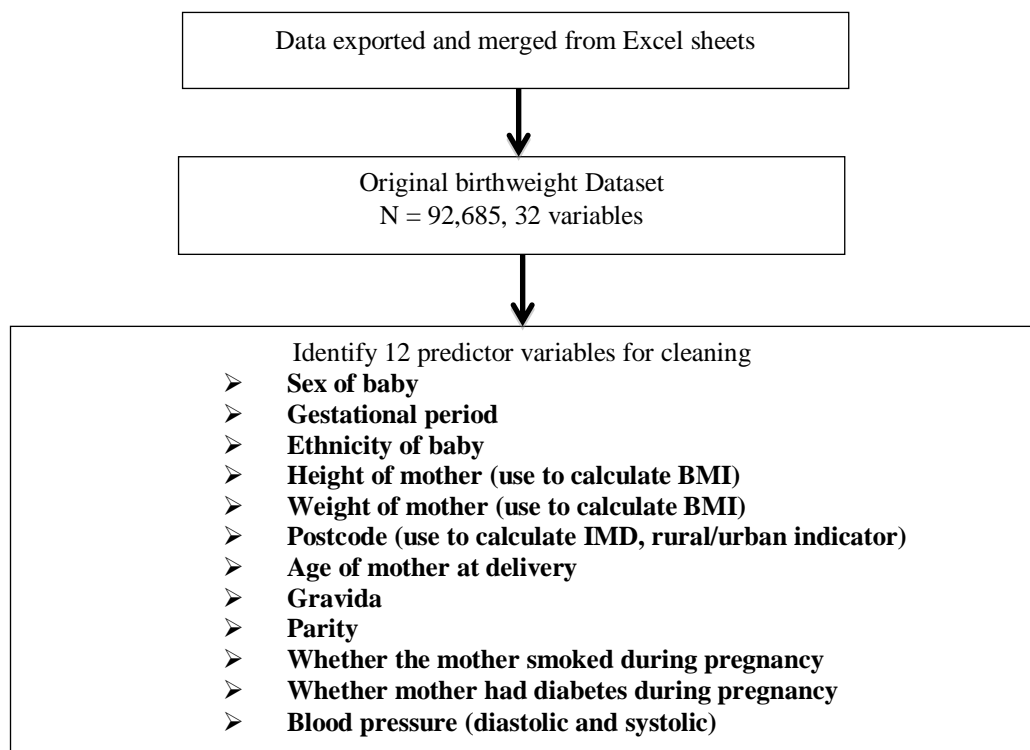 Data exported and merged from Excel sheets
Original birthweight Dataset
N = 92,685, 32 variables
Identify 12 predictor variables for cleaning
➢ Sex of baby
➢ Gestational period
➢ Ethnicity of baby
➢ Height of mother (use to calculate BMI)
➢ Weight of mother (use to calculate BMI)
➢ Postcode (use to calculate IMD, rural/urban indicator)
➢ Age of mother at delivery
➢ Gravida
➢ Parity
➢ Whether the mother smoked during pregnancy
➢ Whether mother had diabetes during pregnancy
➢ Blood pressure (diastolic and systolic)